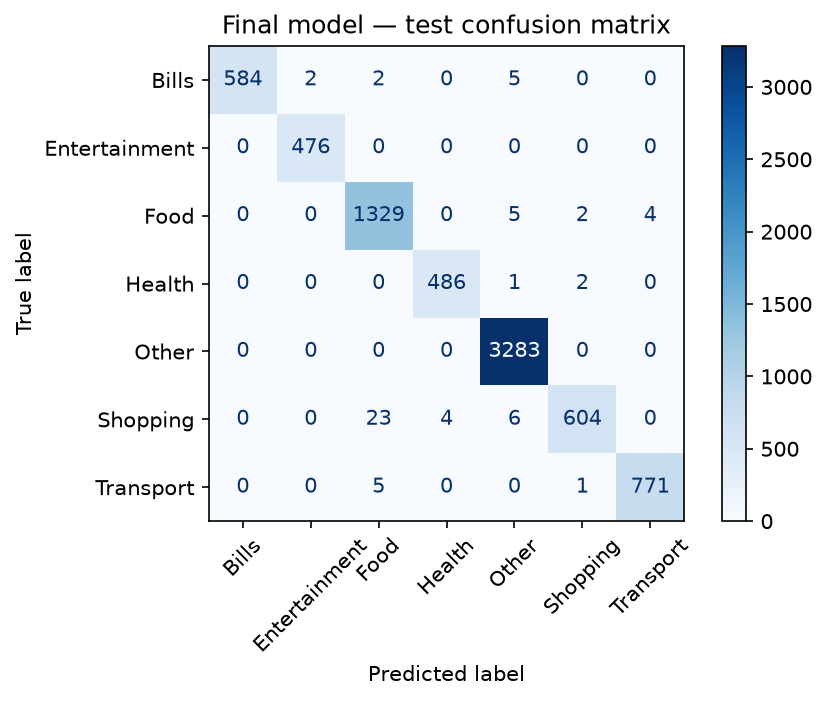 Final model — test confusion matrix
Bills 584 2 2 0 5 0 0
Entertainment 0 476 0 0 0 0 0
Food 0 0 1329 0 5 2 4
Health 0 0 0 486 1 2 0
Other 0 0 0 0 3283 0 0
Shopping 0 0 23 4 6 604 0
Transport 0 0 5 0 0 1 771
True label
Bills Entertainment Food Health Other Shopping Transport
Predicted label
3000
2500
2000
1500
1000
500
0